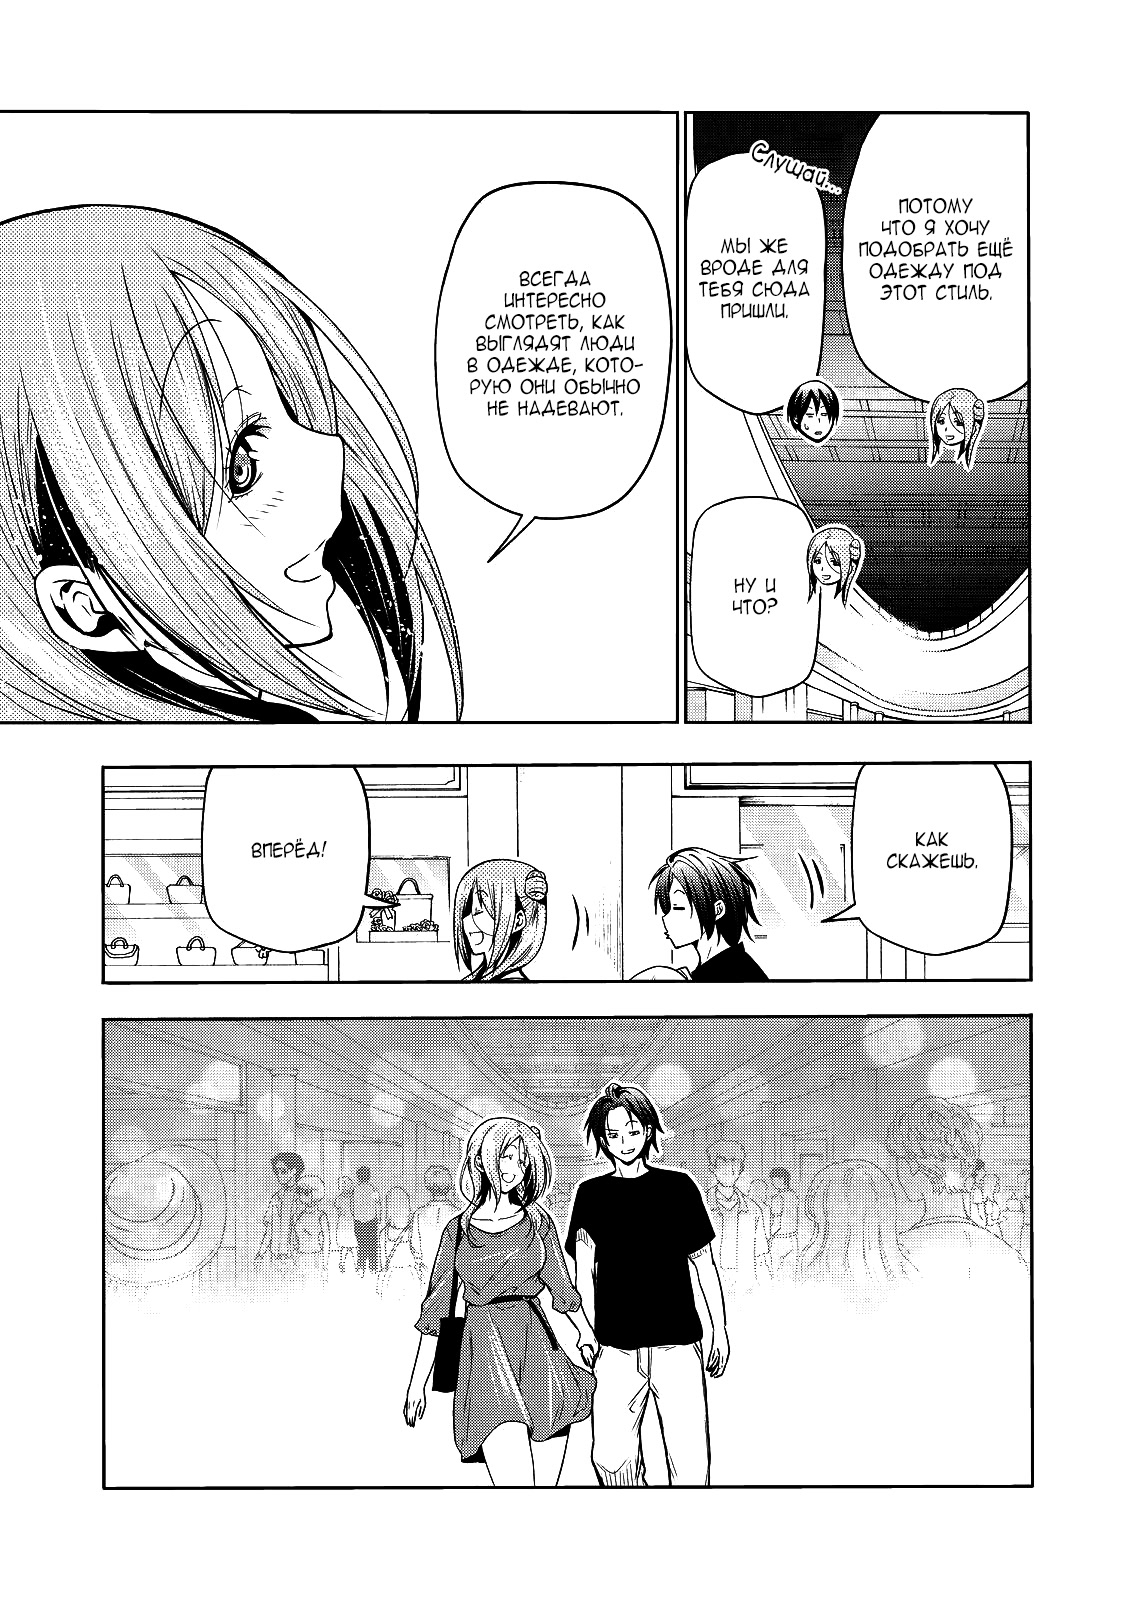 ПОТОМУ
ЧТО Я ХОЧУ
ПОДОБРАТЬ ЕЩЁ
ОДЕЖДУ ПОД
ЭТОТ СТИЛЬ.
Слушай...
МЫ ЖЕ
ВРОДЕ ДЛЯ
ТЕБЯ СЮДА
ПРИШЛИ.
НУ И
ЧТО?
ВСЕГДА
ИНТЕРЕСНО
СМОТРЕТЬ, КАК
ВЫГЛЯДЯТ ЛЮДИ
В ОДЕЖДЕ, КОТО-
РУЮ ОНИ ОБЫЧНО
НЕ НАДЕВАЮТ.
КАК
СКАЖЕШЬ.
ВПЕРЁД!